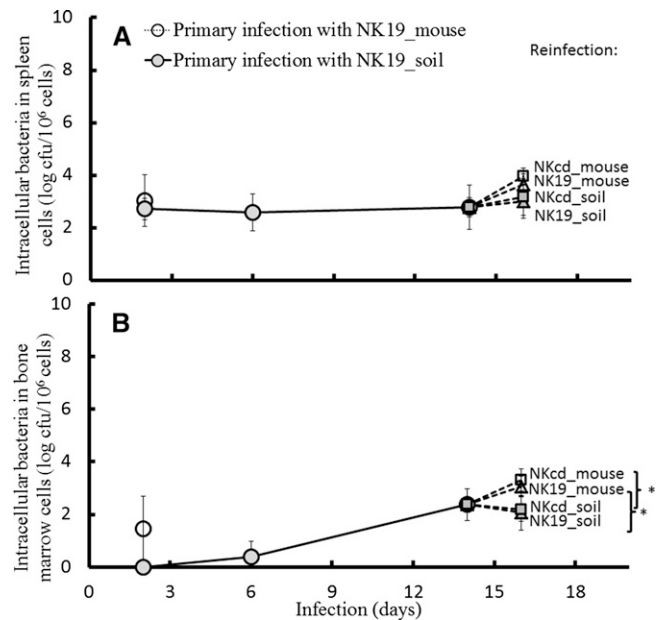 A
Primary infection with NK19_mouse
Primary infection with NK19_soil
Reinfection:
Intracellular bacteria in spleen
cells (log cfu/10⁶ cells)
10
8
6
4
2
0
NKcd_mouse
NK19_mouse
NKcd_soil
NK19_soil
B
Intracellular bacteria in bone
marrow cells (log cfu/10⁶ cells)
10
8
6
4
2
0
NKcd_mouse
NK19_mouse
NKcd_soil
NK19_soil
*
*
0 3 6 9 12 15 18
Infection (days)